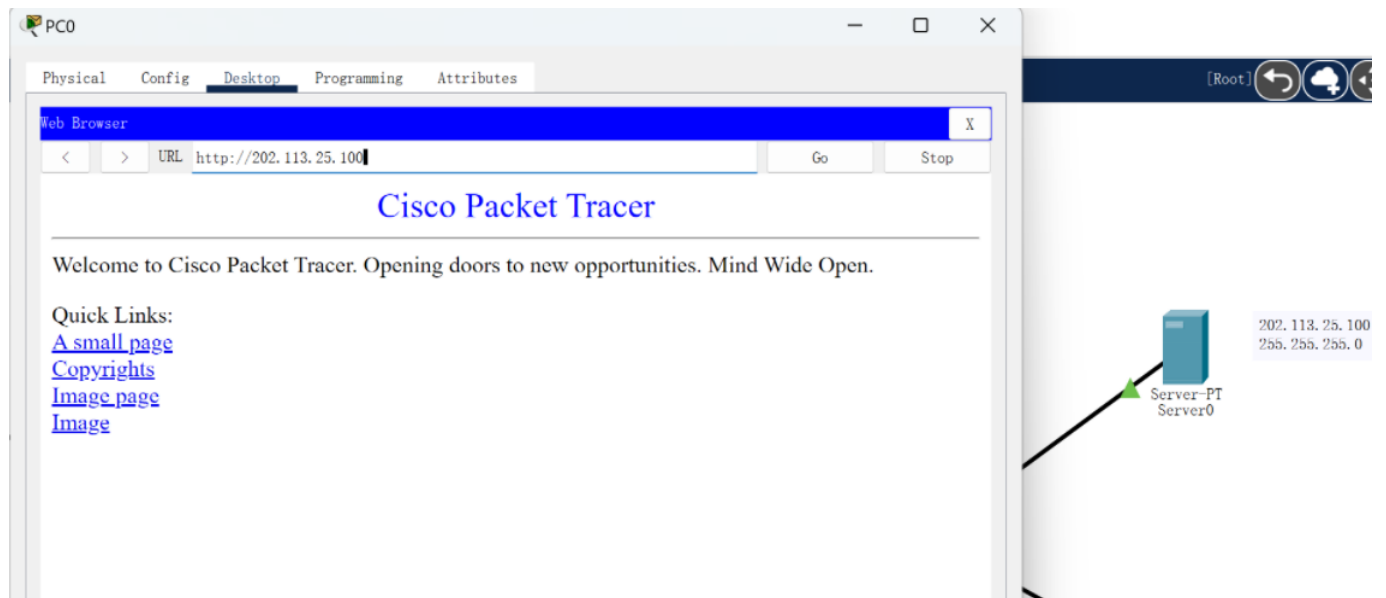 PC0
Physical Config Desktop Programming Attributes
[Root]
Web Browser X
< > URL http://202.113.25.100 Go Stop
Cisco Packet Tracer
Welcome to Cisco Packet Tracer. Opening doors to new opportunities. Mind Wide Open.
Quick Links:
A small page
Copyrights
Image page
Image
202.113.25.100
255.255.255.0
Server-PT
Server0